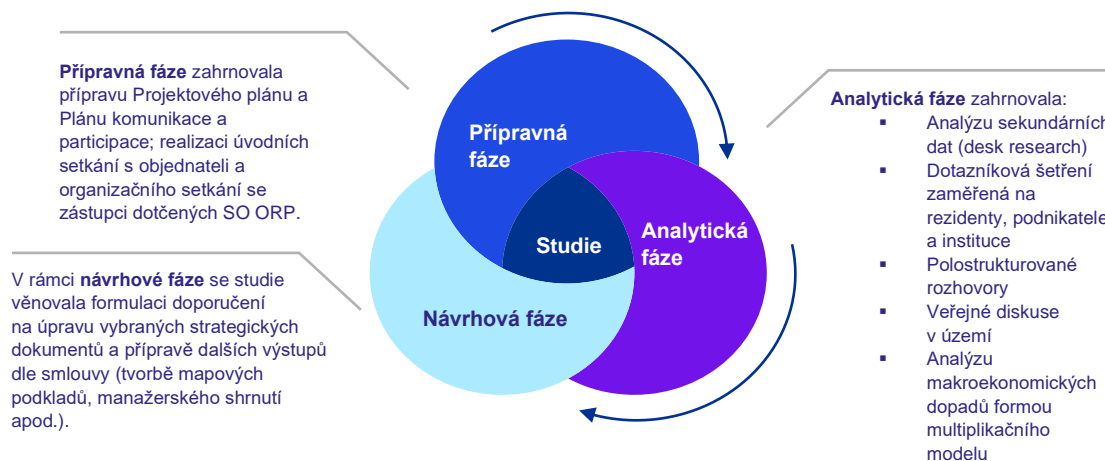 Přípravná fáze zahrnovala
přípravu Projektového plánu a
Plánu komunikace a
participace; realizaci úvodních
setkání s objednateli a
organizačního setkání se
zástupci dotčených SO ORP.
V rámci návrhové fáze se studie
věnovala formulaci doporučení
na úpravu vybraných strategických
dokumentů a přípravě dalších výstupů
dle smlouvy (tvorbě mapových
podkladů, manažerského shrnutí
apod.).
Přípravná
fáze
Studie
Analytická
fáze
Návrhová fáze
Analytická fáze zahrnovala:
▪ Analýzu sekundárních
dat (desk research)
▪ Dotazníková šetření
zaměřená na
rezidenty, podnikatele
a instituce
▪ Polostrukturované
rozhovory
▪ Veřejné diskuse
v území
▪ Analýzu
makroekonomických
dopadů formou
multiplikačního
modelu